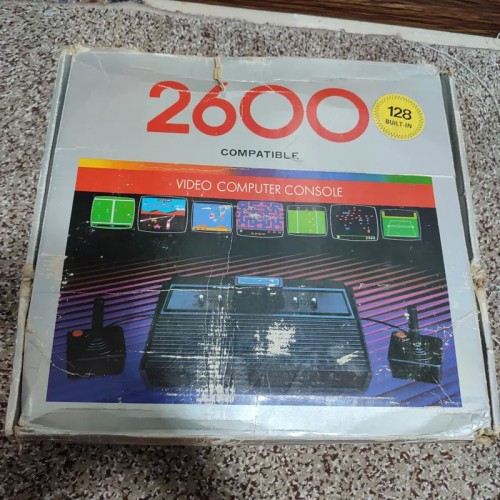 2600
128
BUILT-IN
COMPATIBLE
VIDEO COMPUTER CONSOLE